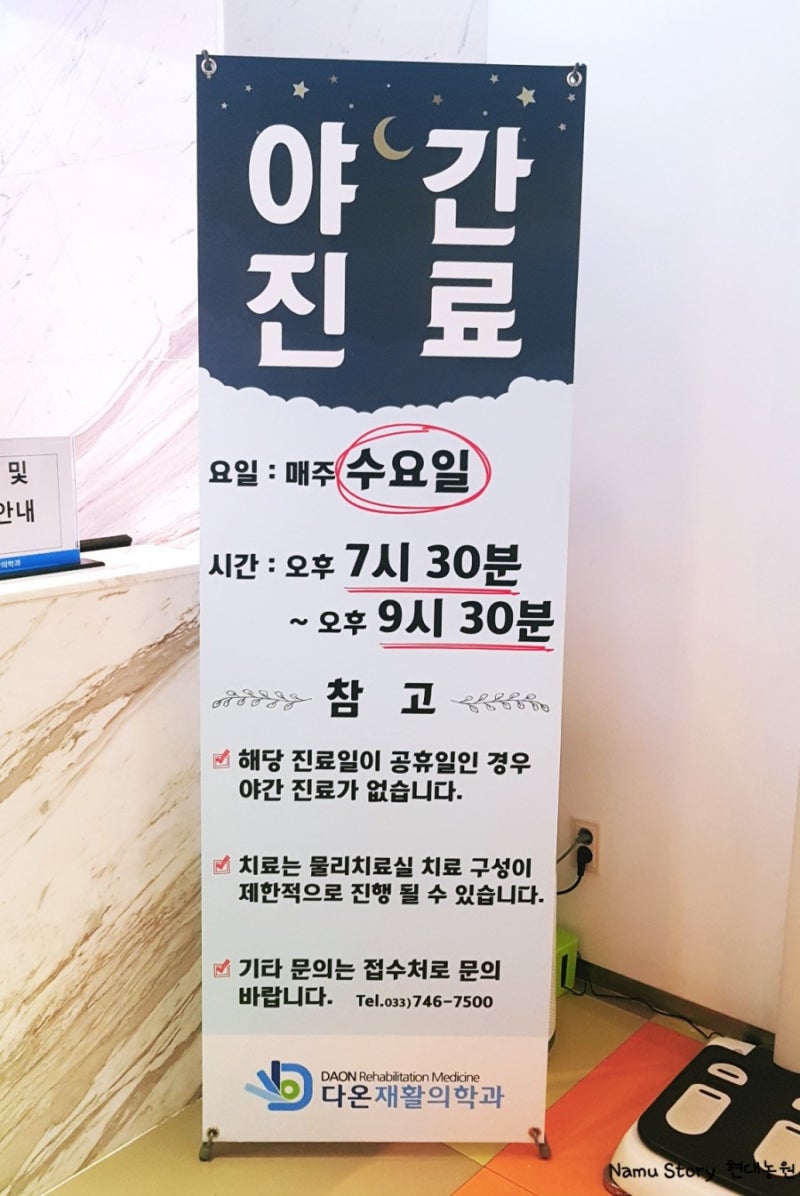 야간
진료
요일 : 매주 수요일
시간 : 오후 7시 30분
~ 오후 9시 30분
참 고
해당 진료일이 공휴일인 경우
야간 진료가 없습니다.
치료는 물리치료실 치료 구성이
제한적으로 진행 될 수 있습니다.
기타 문의는 접수처로 문의
바랍니다. Tel.033)746-7500
DAON Rehabilitation Medicine
다온재활의학과
및
안내
의학과
Namu Story 현대농원